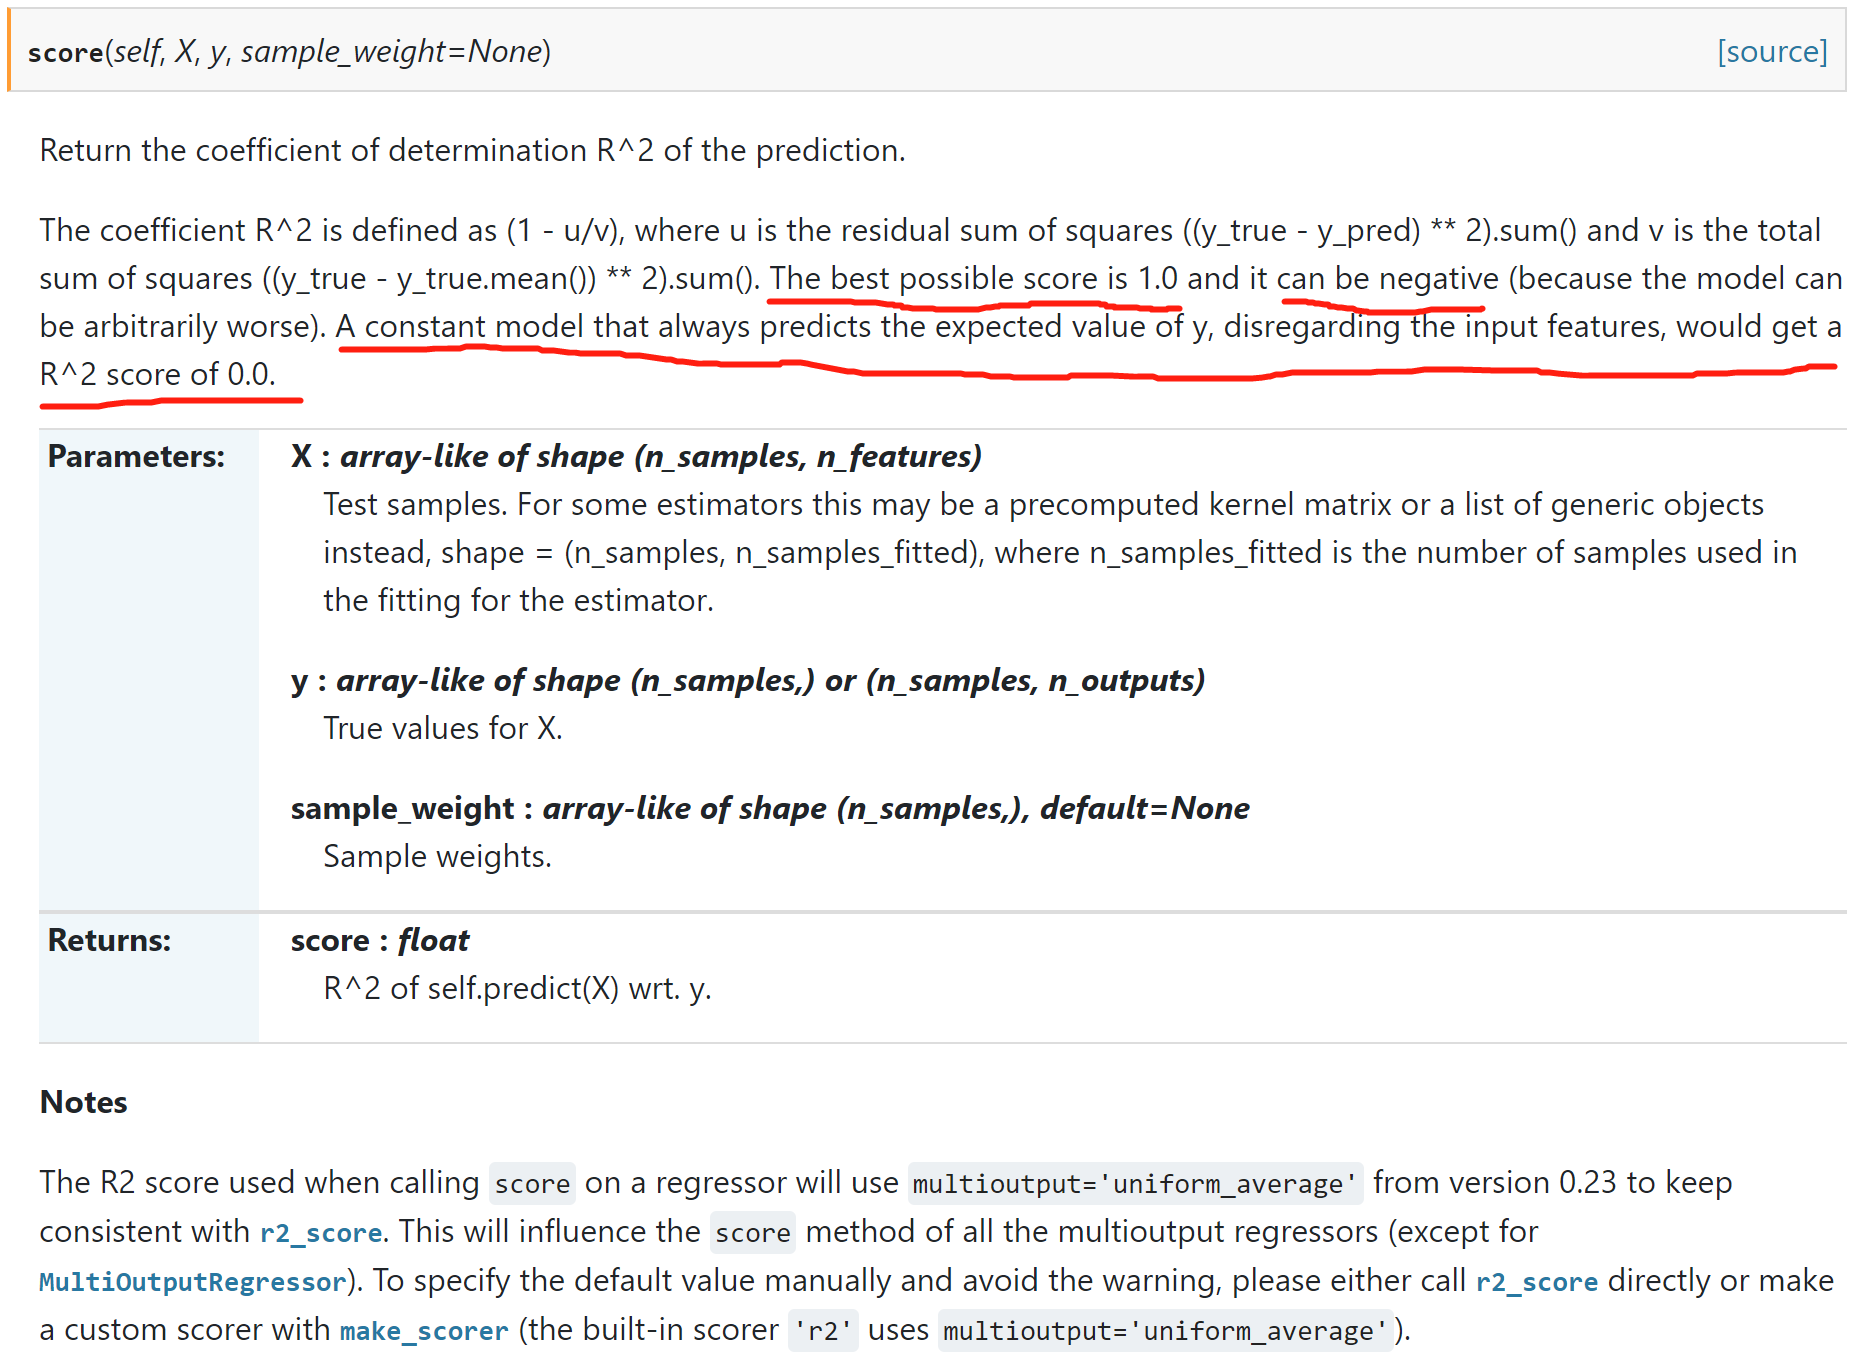 score(self, X, y, sample_weight=None) [source]
Return the coefficient of determination R^2 of the prediction.
The coefficient R^2 is defined as (1 - u/v), where u is the residual sum of squares ((y_true - y_pred) ** 2).sum() and v is the total
sum of squares ((y_true - y_true.mean()) ** 2).sum(). The best possible score is 1.0 and it can be negative (because the model can
be arbitrarily worse). A constant model that always predicts the expected value of y, disregarding the input features, would get a
R^2 score of 0.0.
Parameters: X : array-like of shape (n_samples, n_features)
Test samples. For some estimators this may be a precomputed kernel matrix or a list of generic objects
instead, shape = (n_samples, n_samples_fitted), where n_samples_fitted is the number of samples used in
the fitting for the estimator.
y : array-like of shape (n_samples,) or (n_samples, n_outputs)
True values for X.
sample_weight : array-like of shape (n_samples,), default=None
Sample weights.
Returns: score : float
R^2 of self.predict(X) wrt. y.
Notes
The R2 score used when calling score on a regressor will use multioutput='uniform_average' from version 0.23 to keep
consistent with r2_score. This will influence the score method of all the multioutput regressors (except for
MultiOutputRegressor). To specify the default value manually and avoid the warning, please either call r2_score directly or make
a custom scorer with make_scorer (the built-in scorer 'r2' uses multioutput='uniform_average').